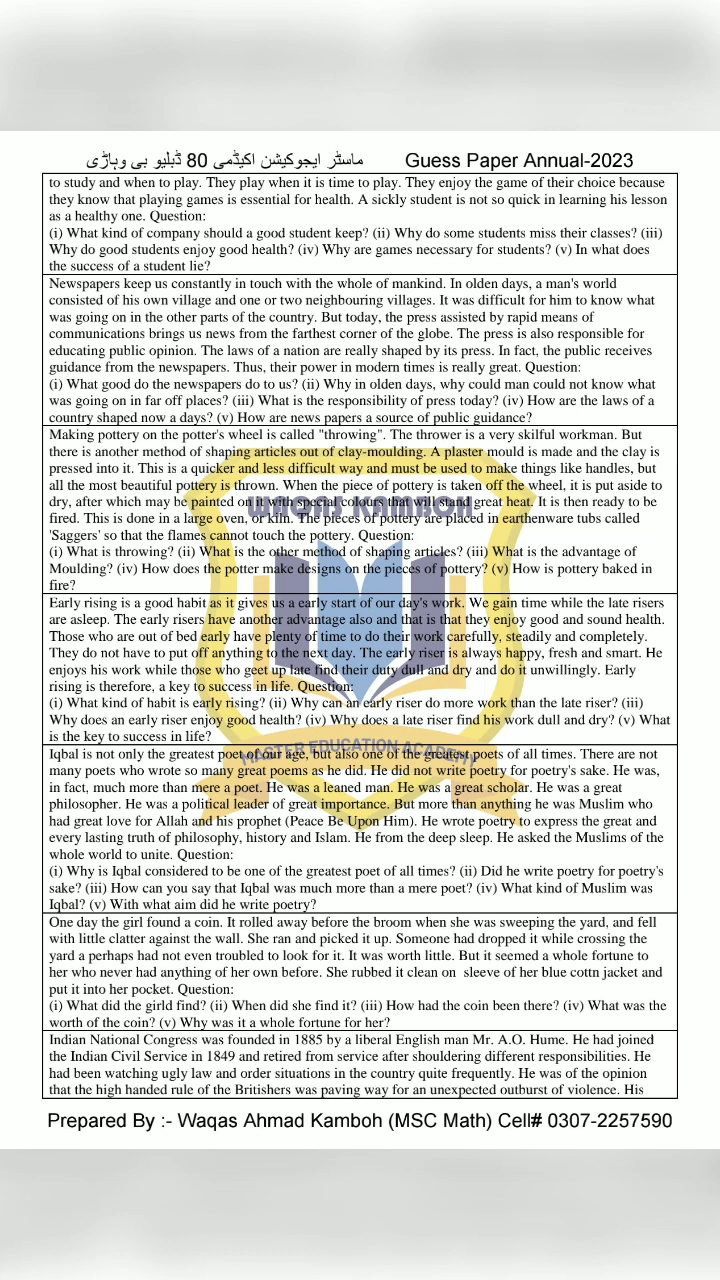 ماسٹر ایجوکیشن اکیڈمی 80 ڈبلیو بی وہاڑی Guess Paper Annual-2023
to study and when to play. They play when it is time to play. They enjoy the game of their choice because
they know that playing games is essential for health. A sickly student is not so quick in learning his lesson
as a healthy one. Question:
(i) What kind of company should a good student keep? (ii) Why do some students miss their classes? (iii)
Why do good students enjoy good health? (iv) Why are games necessary for students? (v) In what does
the success of a student lie?
Newspapers keep us constantly in touch with the whole of mankind. In olden days, a man's world
consisted of his own village and one or two neighbouring villages. It was difficult for him to know what
was going on in the other parts of the country. But today, the press assisted by rapid means of
communications brings us news from the farthest corner of the globe. The press is also responsible for
educating public opinion. The laws of a nation are really shaped by its press. In fact, the public receives
guidance from the newspapers. Thus, their power in modern times is really great. Question:
(i) What good do the newspapers do to us? (ii) Why in olden days, why could man could not know what
was going on in far off places? (iii) What is the responsibility of press today? (iv) How are the laws of a
country shaped now a days? (v) How are news papers a source of public guidance?
Making pottery on the potter's wheel is called "throwing". The thrower is a very skilful workman. But
there is another method of shaping articles out of clay-moulding. A plaster mould is made and the clay is
pressed into it. This is a quicker and less difficult way and must be used to make things like handles, but
all the most beautiful pottery is thrown. When the piece of pottery is taken off the wheel, it is put aside to
dry, after which may be painted on it with special colours that will stand great heat. It is then ready to be
WAQAS KAMBOH
fired. This is done in a large oven, or kiln. The pieces of pottery are placed in earthenware tubs called
'Saggers' so that the flames cannot touch the pottery. Question:
(i) What is throwing? (ii) What is the other method of shaping articles? (iii) What is the advantage of
Moulding? (iv) How does the potter make designs on the pieces of pottery? (v) How is pottery baked in
fire?
Early rising is a good habit as it gives us a early start of our day's work. We gain time while the late risers
are asleep. The early risers have another advantage also and that is that they enjoy good and sound health.
Those who are out of bed early have plenty of time to do their work carefully, steadily and completely.
They do not have to put off anything to the next day. The early riser is always happy, fresh and smart. He
enjoys his work while those who geet up late find their duty dull and dry and do it unwillingly. Early
rising is therefore, a key to success in life. Question:
(i) What kind of habit is early rising? (ii) Why can an early riser do more work than the late riser? (iii)
Why does an early riser enjoy good health? (iv) Why does a late riser find his work dull and dry? (v) What
is the key to success in life?
MASTER EDUCATION ACADEMY
Iqbal is not only the greatest poet of our age, but also one of the greatest poets of all times. There are not
many poets who wrote so many great poems as he did. He did not write poetry for poetry's sake. He was,
in fact, much more than mere a poet. He was a leaned man. He was a great scholar. He was a great
philosopher. He was a political leader of great importance. But more than anything he was Muslim who
had great love for Allah and his prophet (Peace Be Upon Him). He wrote poetry to express the great and
every lasting truth of philosophy, history and Islam. He from the deep sleep. He asked the Muslims of the
whole world to unite. Question:
(i) Why is Iqbal considered to be one of the greatest poet of all times? (ii) Did he write poetry for poetry's
sake? (iii) How can you say that Iqbal was much more than a mere poet? (iv) What kind of Muslim was
Iqbal? (v) With what aim did he write poetry?
One day the girl found a coin. It rolled away before the broom when she was sweeping the yard, and fell
with little clatter against the wall. She ran and picked it up. Someone had dropped it while crossing the
yard a perhaps had not even troubled to look for it. It was worth little. But it seemed a whole fortune to
her who never had anything of her own before. She rubbed it clean on sleeve of her blue cottn jacket and
put it into her pocket. Question:
(i) What did the girld find? (ii) When did she find it? (iii) How had the coin been there? (iv) What was the
worth of the coin? (v) Why was it a whole fortune for her?
Indian National Congress was founded in 1885 by a liberal English man Mr. A.O. Hume. He had joined
the Indian Civil Service in 1849 and retired from service after shouldering different responsibilities. He
had been watching ugly law and order situations in the country quite frequently. He was of the opinion
that the high handed rule of the Britishers was paving way for an unexpected outburst of violence. His
Prepared By :- Waqas Ahmad Kamboh (MSC Math) Cell# 0307-2257590